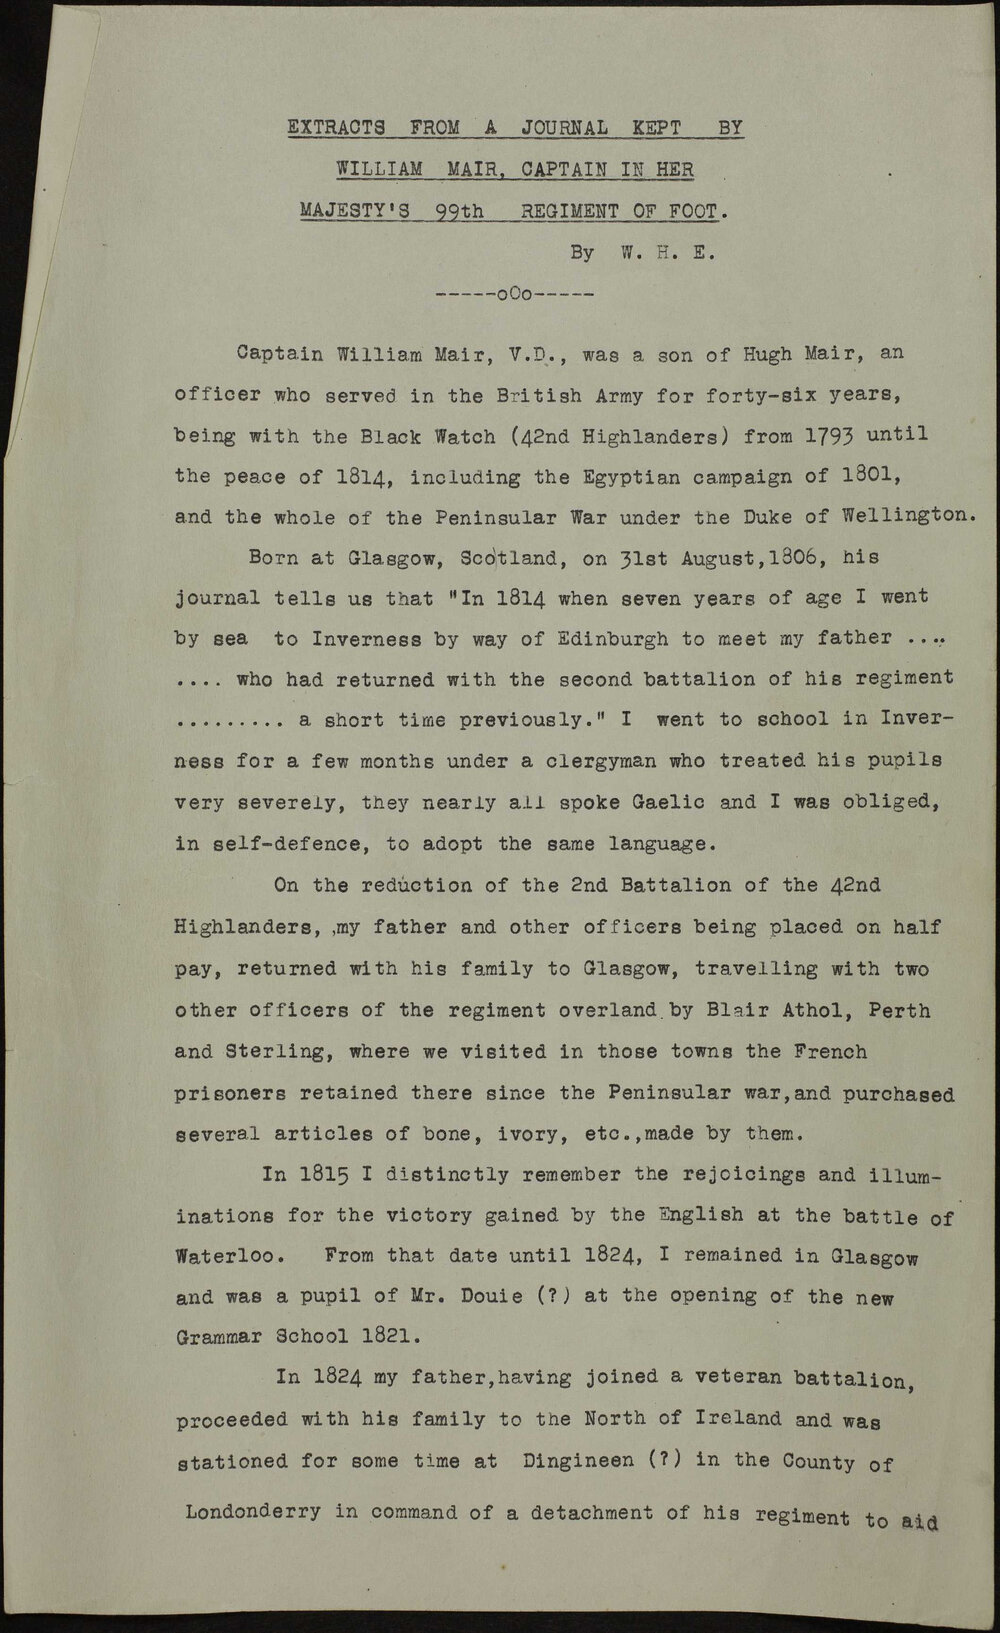 EXTRACTS FROM A JOURNAL KEPT BY
WILLIAM MAIR, CAPTAIN IN HER
MAJESTY'S 99th REGIMENT OF FOOT.
By W. H. E.
-----oOo-----
Captain William Mair, V.D., was a son of Hugh Mair, an
officer who served in the British Army for forty-six years,
being with the Black Watch (42nd Highlanders) from 1793 until
the peace of 1814, including the Egyptian campaign of 1801,
and the whole of the Peninsular War under the Duke of Wellington.
Born at Glasgow, Scotland, on 31st August,1806, his
journal tells us that "In 1814 when seven years of age I went
by sea to Inverness by way of Edinburgh to meet my father ....
.... who had returned with the second battalion of his regiment
......... a short time previously." I went to school in Inver-
ness for a few months under a clergyman who treated his pupils
very severely, they nearly all spoke Gaelic and I was obliged,
in self-defence, to adopt the same language.
On the reduction of the 2nd Battalion of the 42nd
Highlanders, ,my father and other officers being placed on half
pay, returned with his family to Glasgow, travelling with two
other officers of the regiment overland by Blair Athol, Perth
and Sterling, where we visited in those towns the French
prisoners retained there since the Peninsular war,and purchased
several articles of bone, ivory, etc.,made by them.
In 1815 I distinctly remember the rejoicings and illum-
inations for the victory gained by the English at the battle of
Waterloo. From that date until 1824, I remained in Glasgow
and was a pupil of Mr. Douie (?) at the opening of the new
Grammar School 1821.
In 1824 my father,having joined a veteran battalion,
proceeded with his family to the North of Ireland and was
stationed for some time at Dingineen (?) in the County of
Londonderry in command of a detachment of his regiment to aid